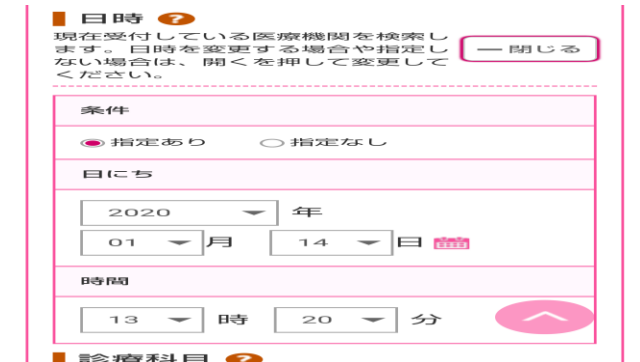 日時 ?
現在受付している医療機関を検索し
ます。日時を変更する場合や指定し
ない場合は、開くを押して変更して
ください。
― 閉じる
条件
指定あり 指定なし
日にち
2020 年
01 月 14 日
時間
13 時 20 分
診療科目 ?